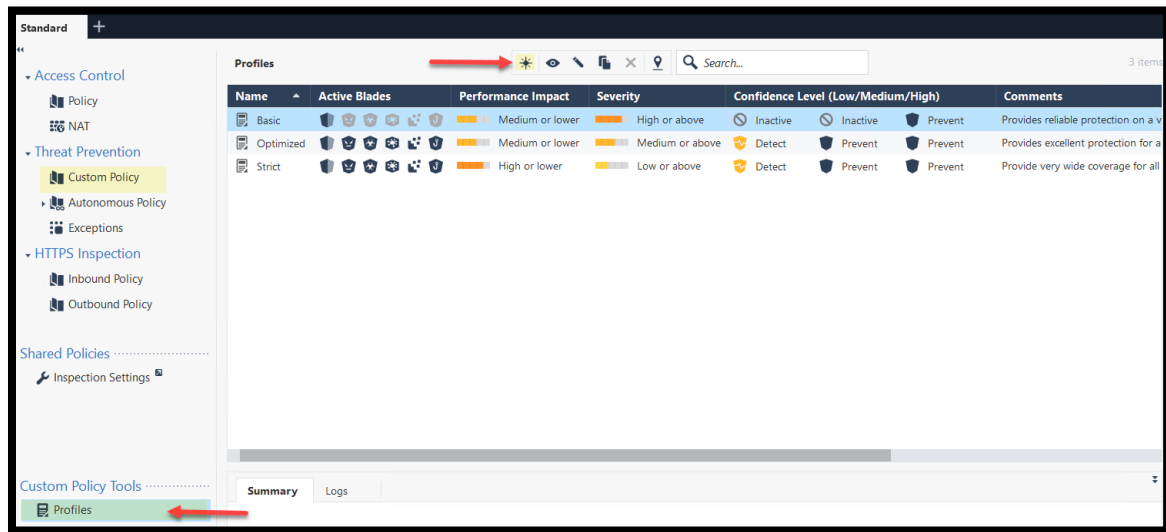 Standard
Access Control
Policy
NAT
Threat Prevention
Custom Policy
Autonomous Policy
Exceptions
HTTPS Inspection
Inbound Policy
Outbound Policy
Shared Policies
Inspection Settings
Custom Policy Tools
Profiles
Profiles
Search...
3 items
Name Active Blades Performance Impact Severity Confidence Level (Low/Medium/High) Comments
Basic Medium or lower High or above Inactive Inactive Prevent Provides reliable protection on a v
Optimized Medium or lower Medium or above Detect Prevent Prevent Provides excellent protection for a
Strict High or lower Low or above Detect Prevent Prevent Provide very wide coverage for all
Summary Logs